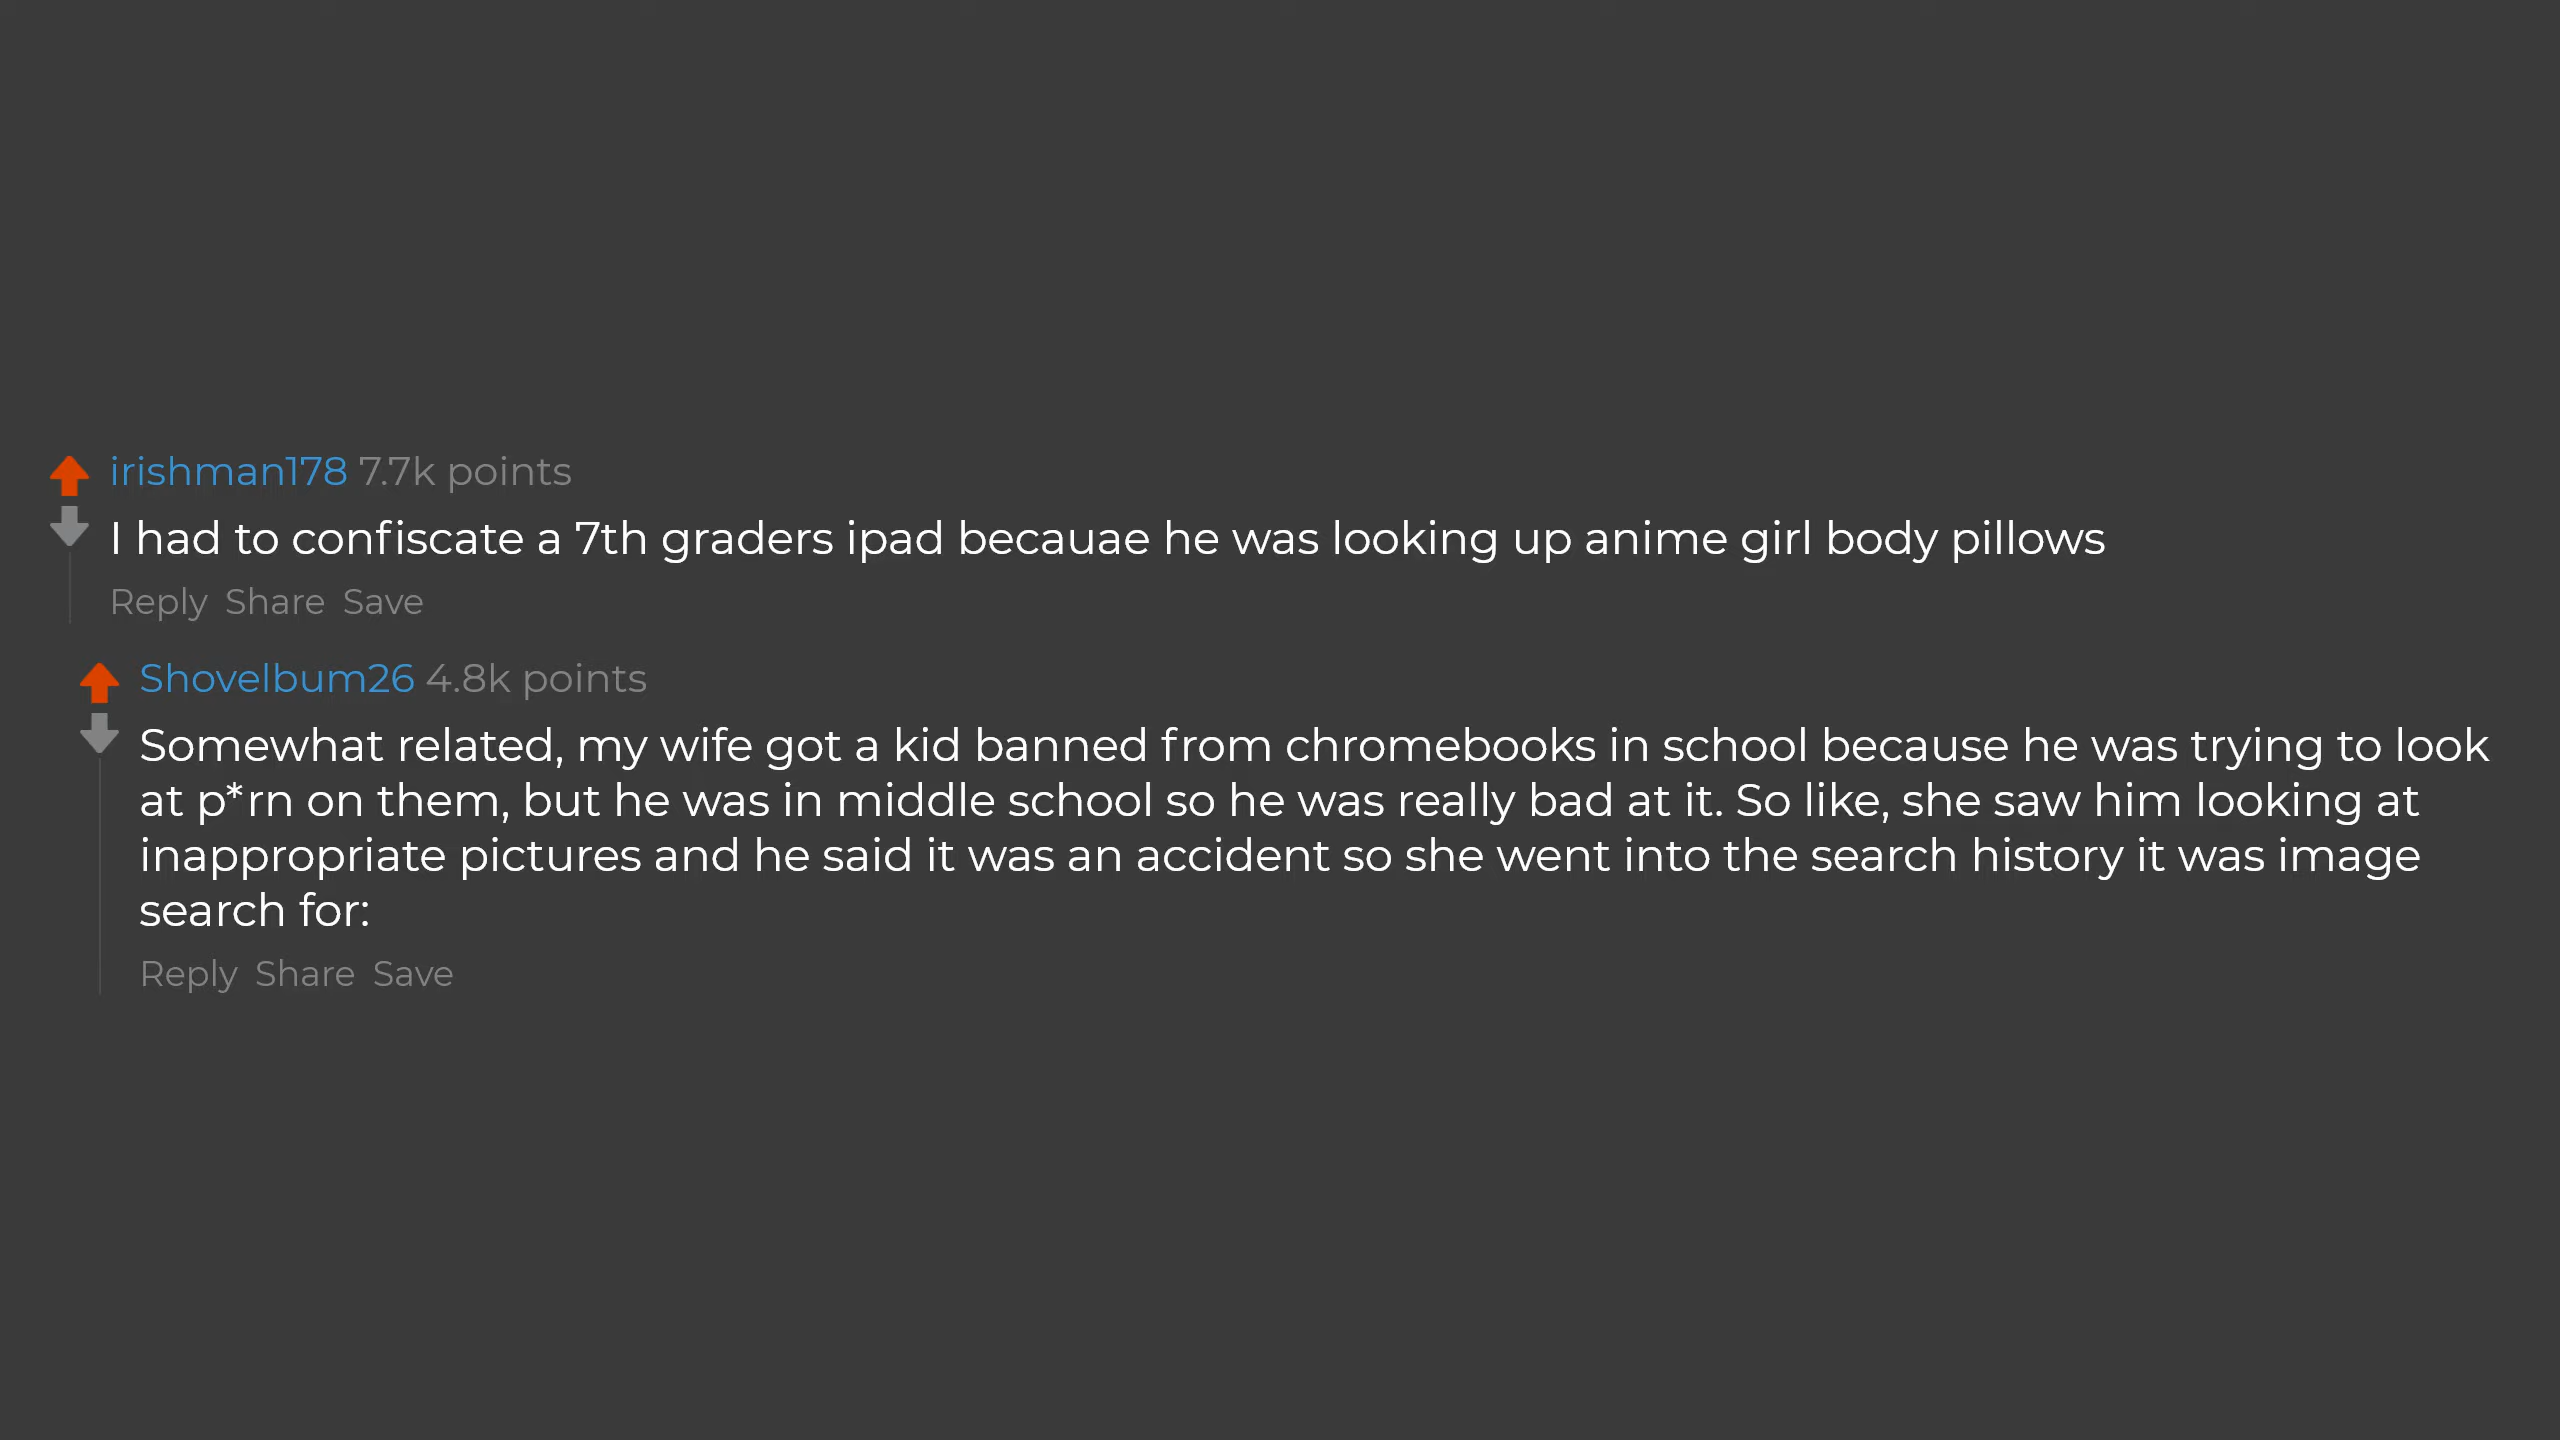 irishman178 7.7k points
I had to confiscate a 7th graders ipad becauae he was looking up anime girl body pillows
Reply Share Save
Shovelbum26 4.8k points
Somewhat related, my wife got a kid banned from chromebooks in school because he was trying to look
at p*rn on them, but he was in middle school so he was really bad at it. So like, she saw him looking at
inappropriate pictures and he said it was an accident so she went into the search history it was image
search for:
Reply Share Save